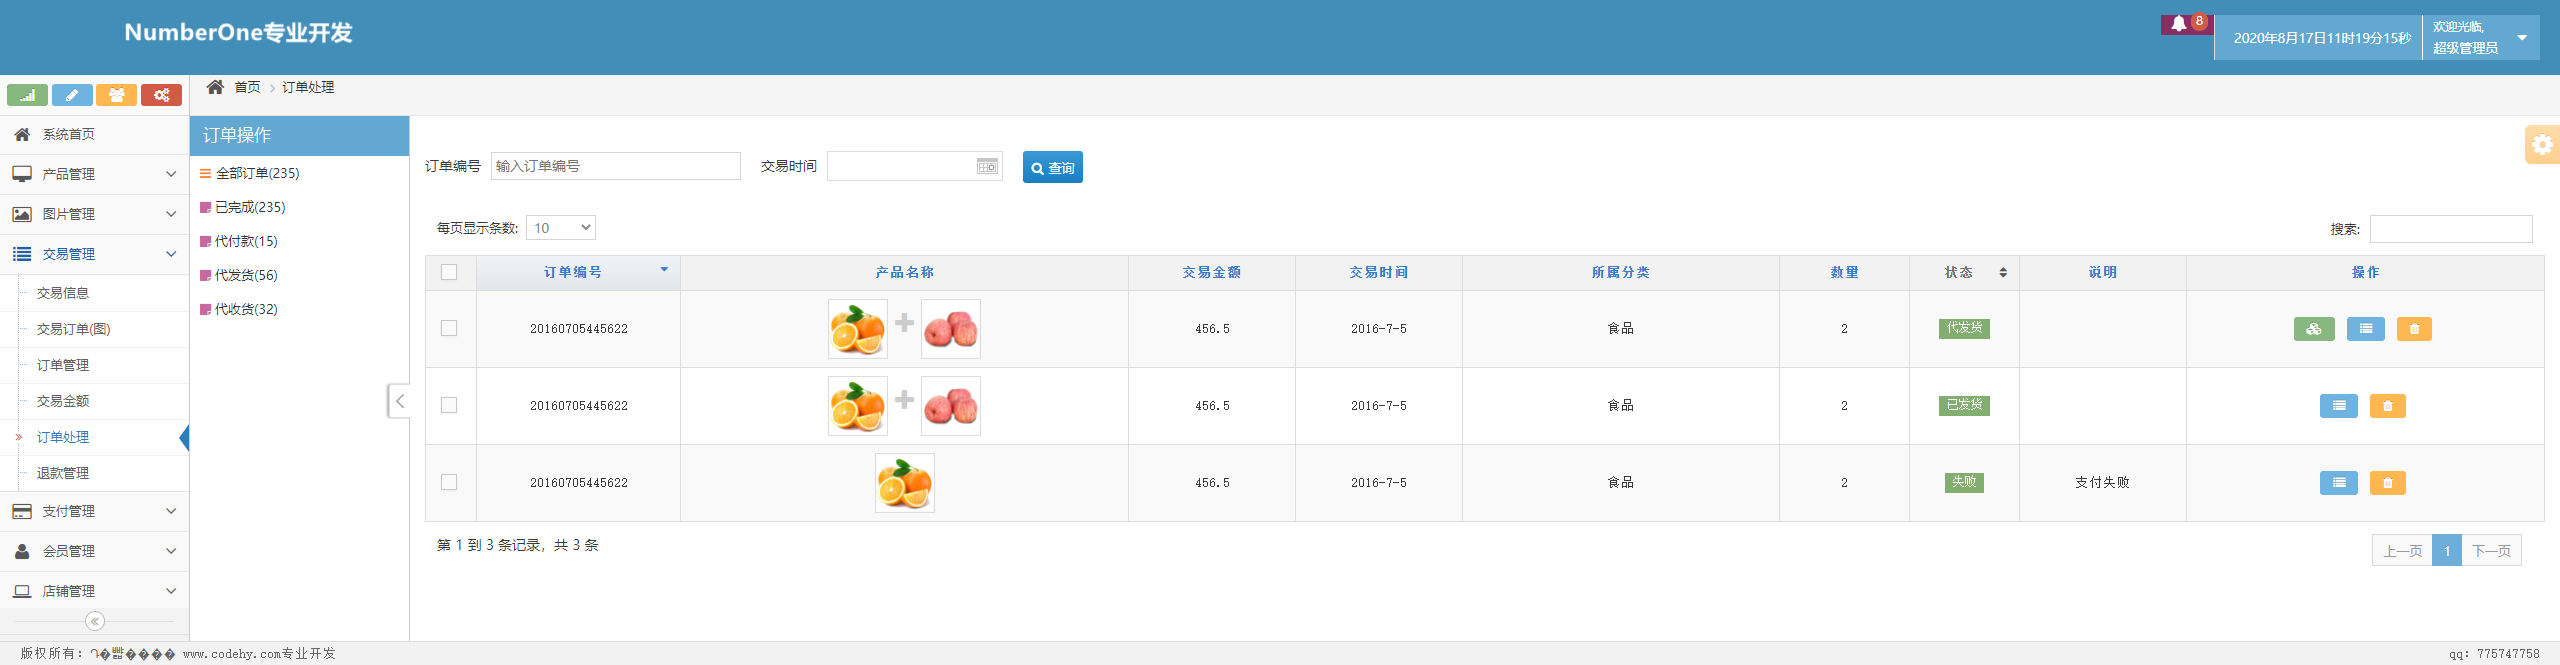 NumberOne专业开发
8
2020年8月17日11时19分15秒
欢迎光临,
超级管理员
首页
订单处理
系统首页
产品管理
图片管理
交易管理
交易信息
交易订单(图)
订单管理
交易金额
订单处理
退款管理
支付管理
会员管理
店铺管理
订单操作
全部订单(235)
已完成(235)
代付款(15)
代发货(56)
代收货(32)
订单编号 输入订单编号 交易时间 查询
每页显示条数: 10 搜索:
订单编号 产品名称 交易金额 交易时间 所属分类 数量 状态 说明 操作
20160705445622 456.5 2016-7-5 食品 2 代发货
20160705445622 456.5 2016-7-5 食品 2 已发货
20160705445622 456.5 2016-7-5 食品 2 失败 支付失败
第 1 到 3 条记录，共 3 条
上一页 1 下一页
版权所有: www.codehy.com专业开发
qq: 775747758